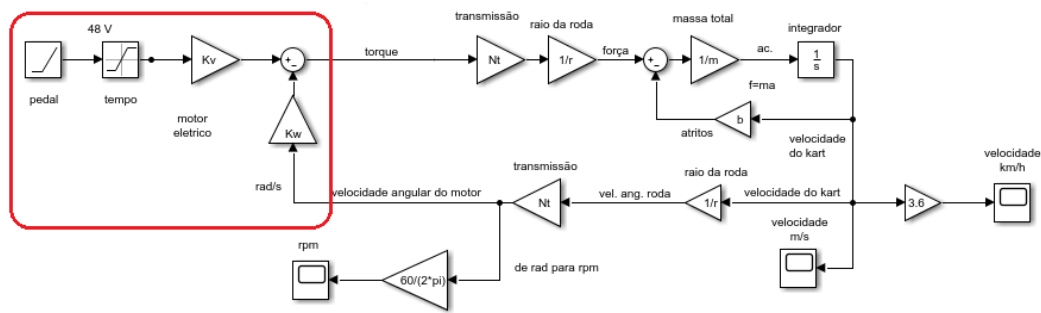 48 V
pedal
tempo
Kv
motor
eletrico
+
−
Kw
rad/s
torque
transmissão
Nt
raio da roda
1/r
força
+
−
massa total
1/m
f=ma
ac.
integrador
1
s
b
atritos
velocidade
do kart
velocidade do kart
raio da roda
1/r
vel. ang. roda
transmissão
Nt
velocidade angular do motor
3.6
velocidade
km/h
velocidade
m/s
de rad para rpm
60/(2*pi)
rpm